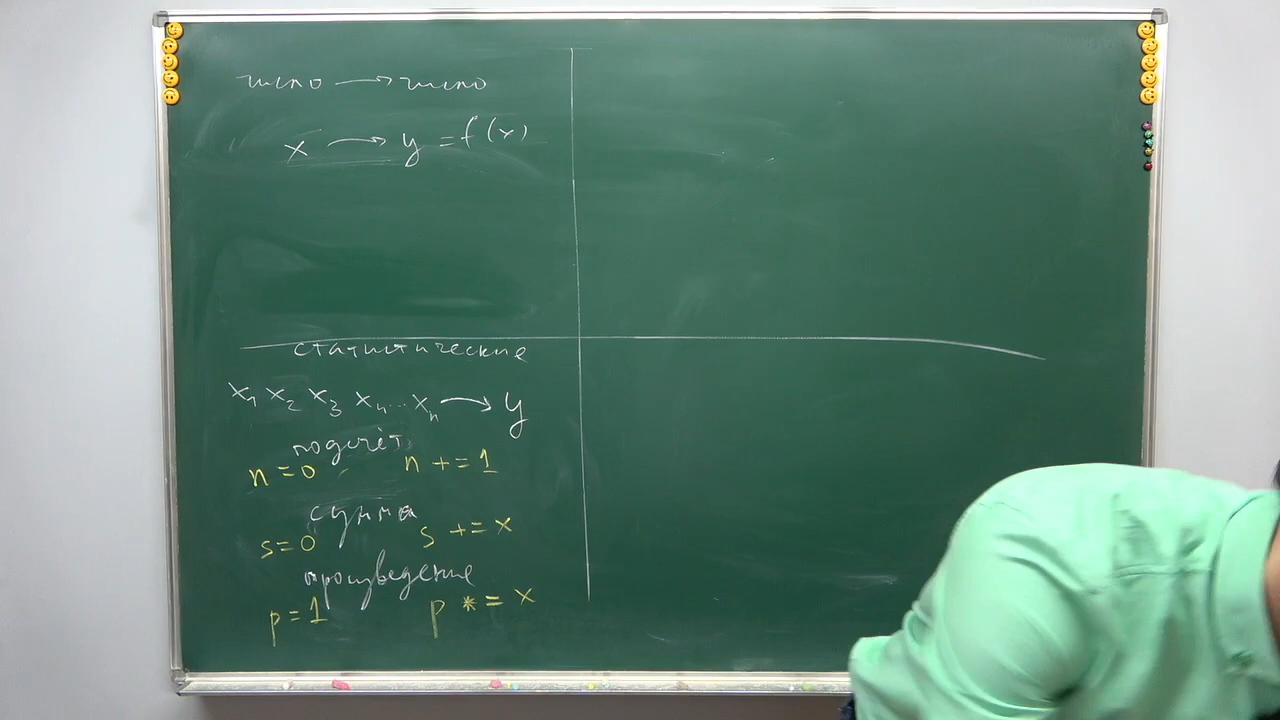 число → число
x → y = f(x)
статистические
x₁ x₂ x₃ x₄ … xₙ → y
подсчёт
n = 0 n += 1
сумма
s = 0 s += x
произведение
p = 1 p *= x